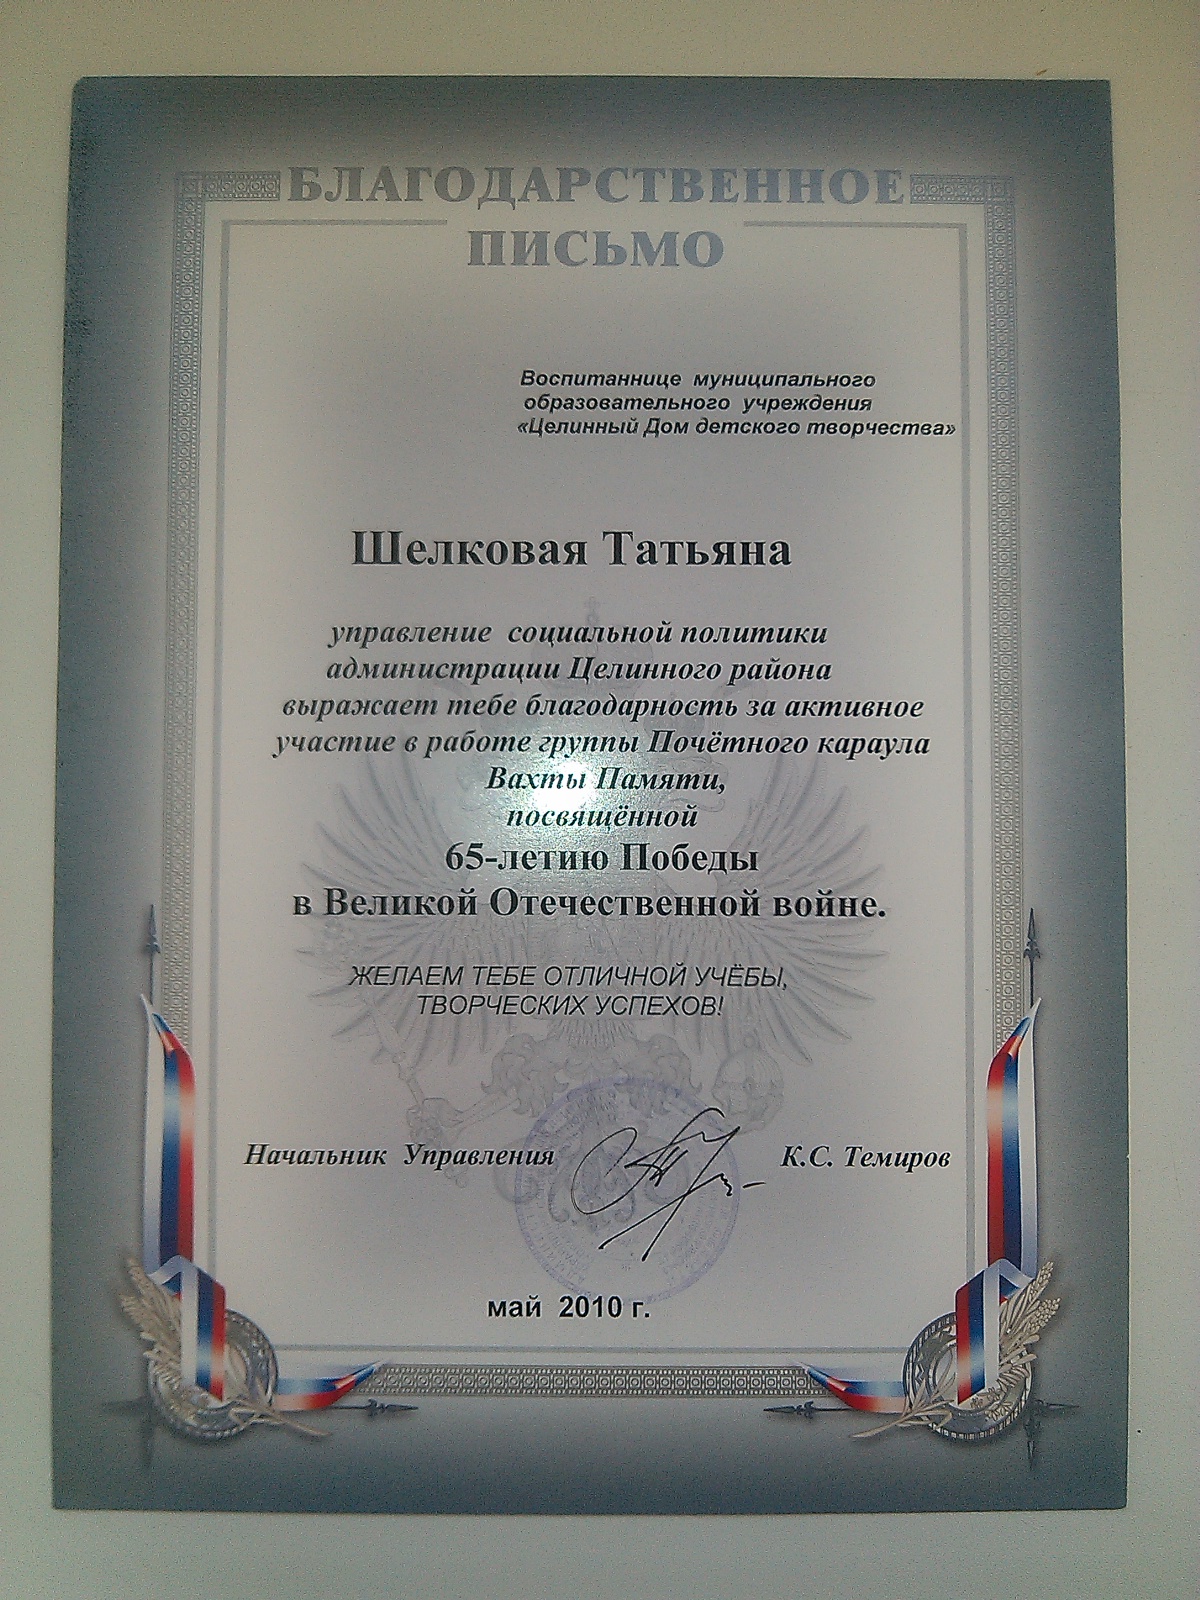 БЛАГОДАРСТВЕННОЕ
ПИСЬМО
Воспитаннице муниципального
образовательного учреждения
«Целинный Дом детского творчества»
Шелковая Татьяна
управление социальной политики
администрации Целинного района
выражает тебе благодарность за активное
участие в работе группы Почётного караула
Вахты Памяти,
посвящённой
65-летию Победы
в Великой Отечественной войне.
ЖЕЛАЕМ ТЕБЕ ОТЛИЧНОЙ УЧЁБЫ,
ТВОРЧЕСКИХ УСПЕХОВ!
Начальник Управления К.С. Темиров
май 2010 г.